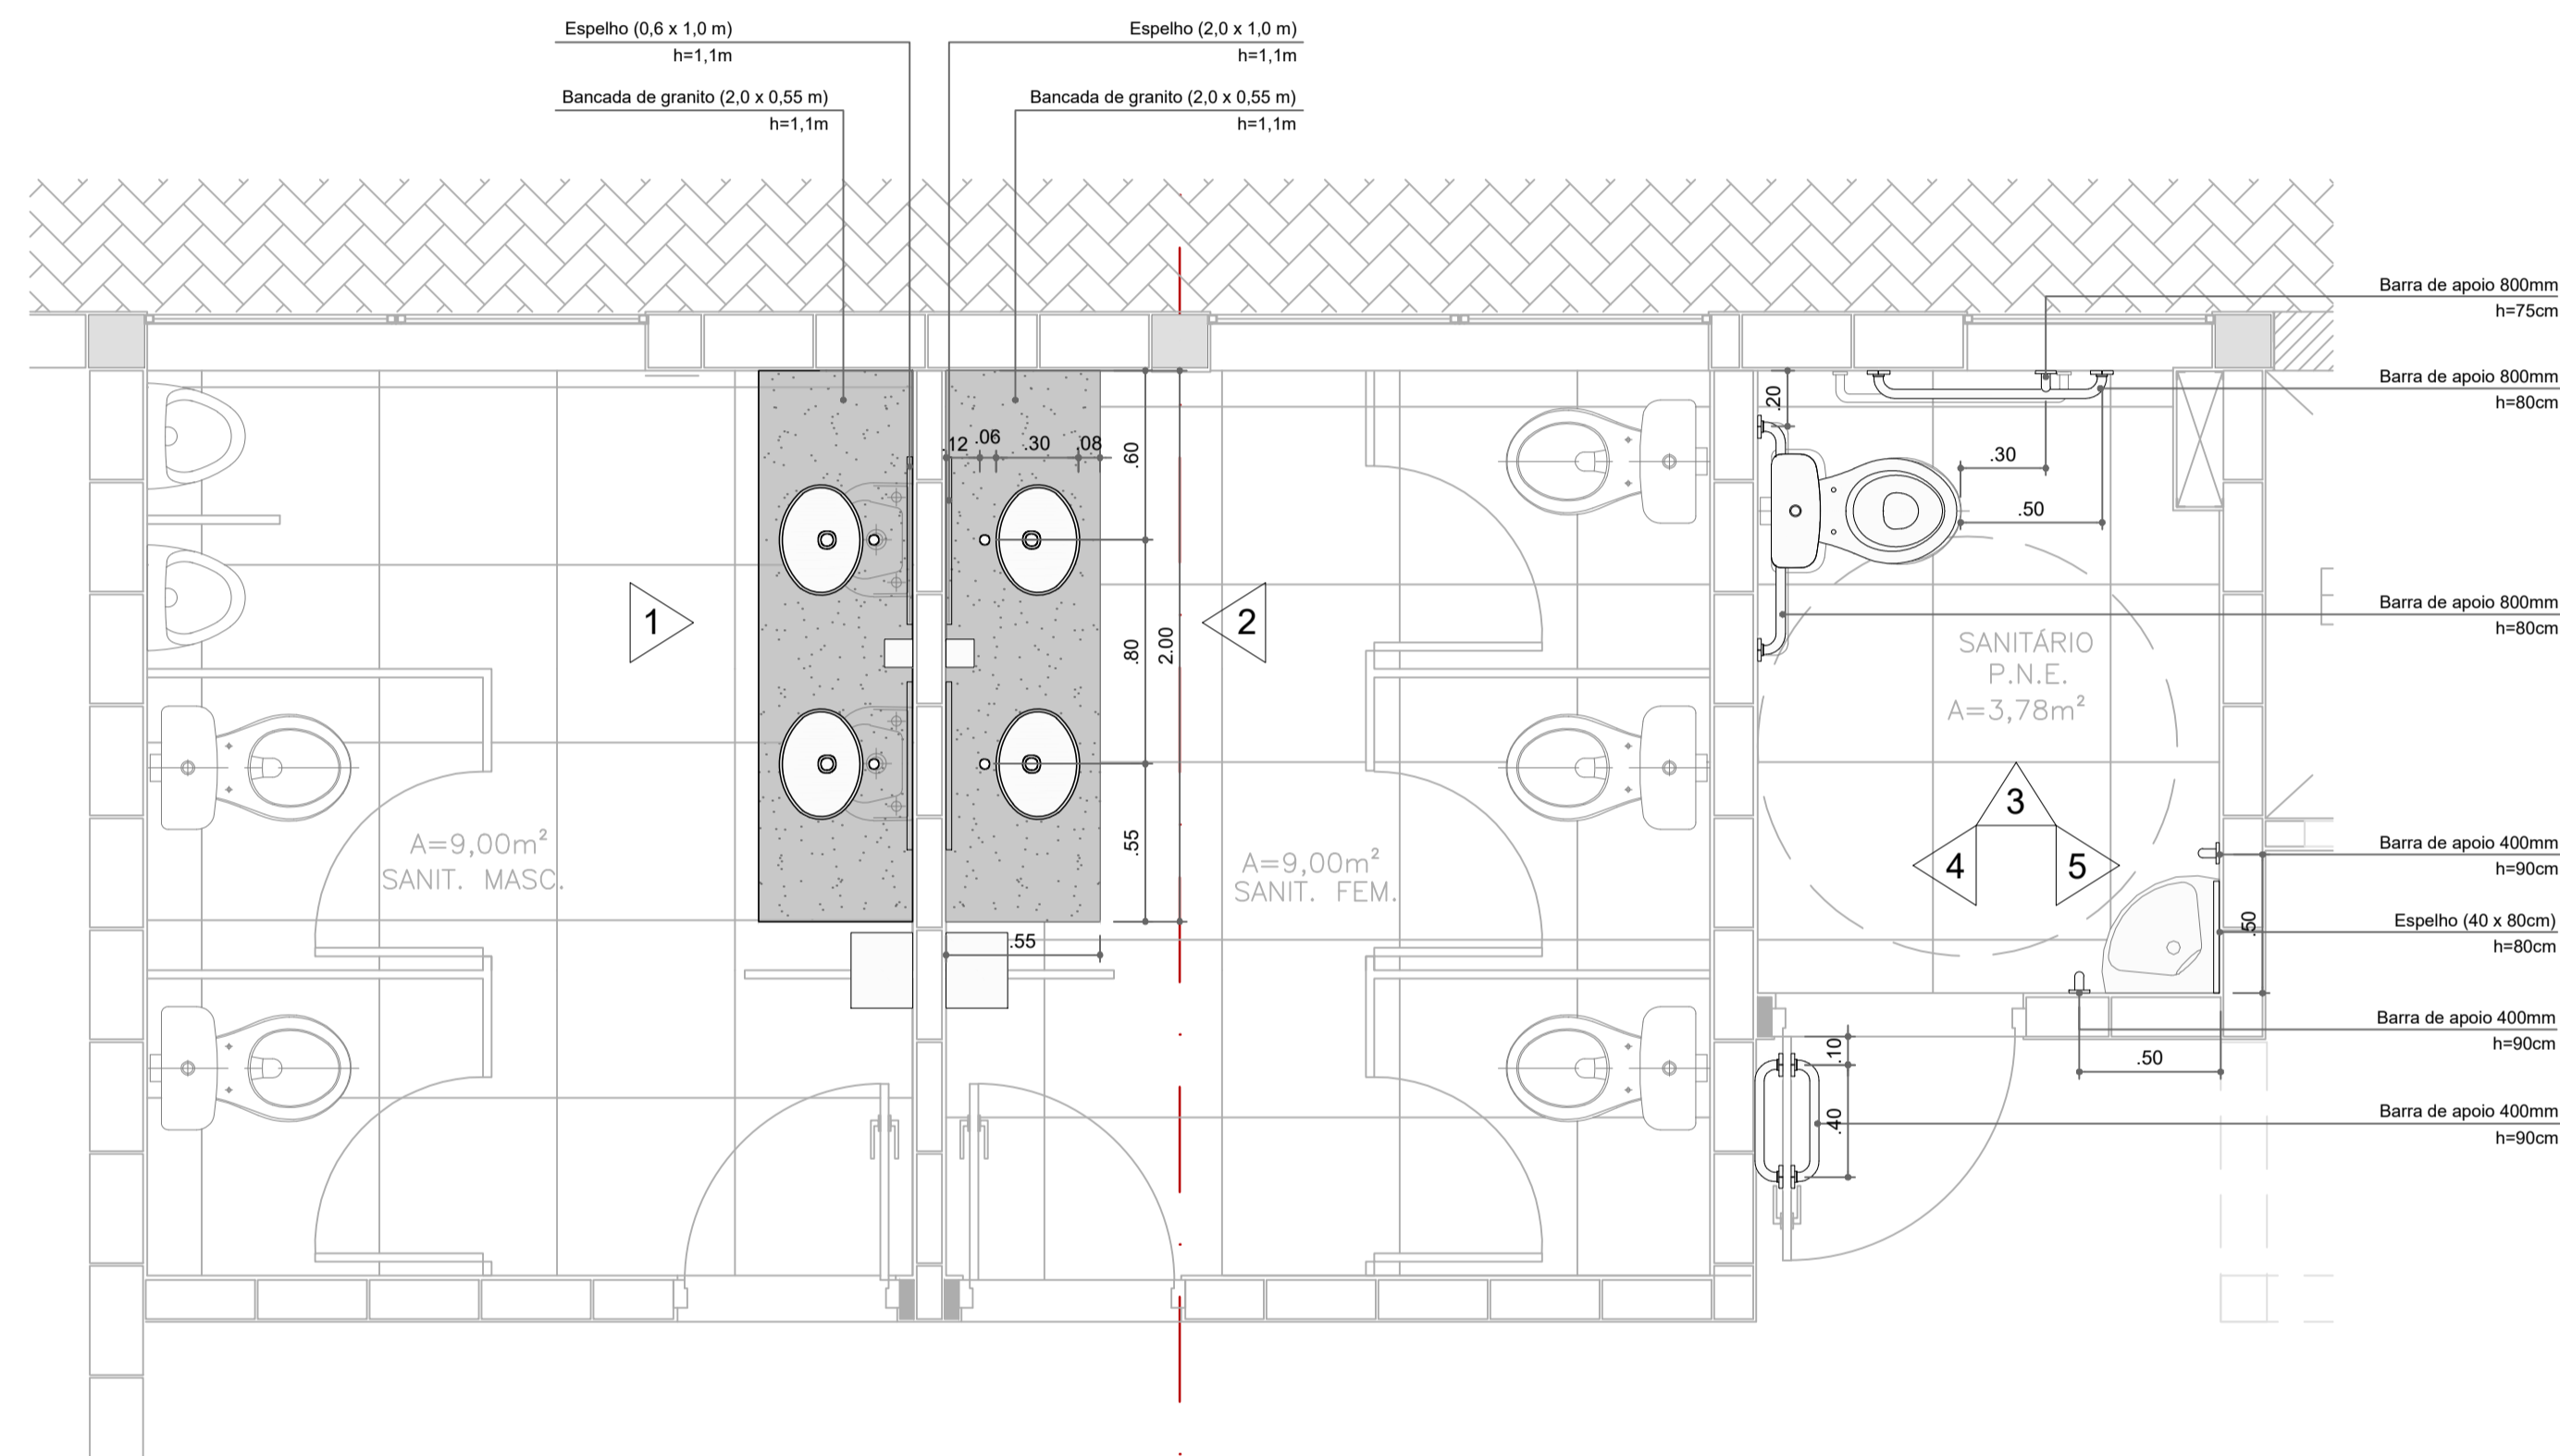 Espelho (0,6 x 1,0 m)
h=1,1m
Espelho (2,0 x 1,0 m)
h=1,1m
Bancada de granito (2,0 x 0,55 m)
h=1,1m
Bancada de granito (2,0 x 0,55 m)
h=1,1m
Barra de apoio 800mm
h=75cm
Barra de apoio 800mm
h=80cm
.20
.12
.06
.30
.08
.60
.30
.50
1
2
.80
2.00
Barra de apoio 800mm
h=80cm
SANITÁRIO
P.N.E.
A=3,78m²
3
4
5
A=9,00m²
SANIT. MASC.
A=9,00m²
SANIT. FEM.
.55
.55
Barra de apoio 400mm
h=90cm
.50
Espelho (40 x 80cm)
h=80cm
Barra de apoio 400mm
h=90cm
.10
.50
.40
Barra de apoio 400mm
h=90cm